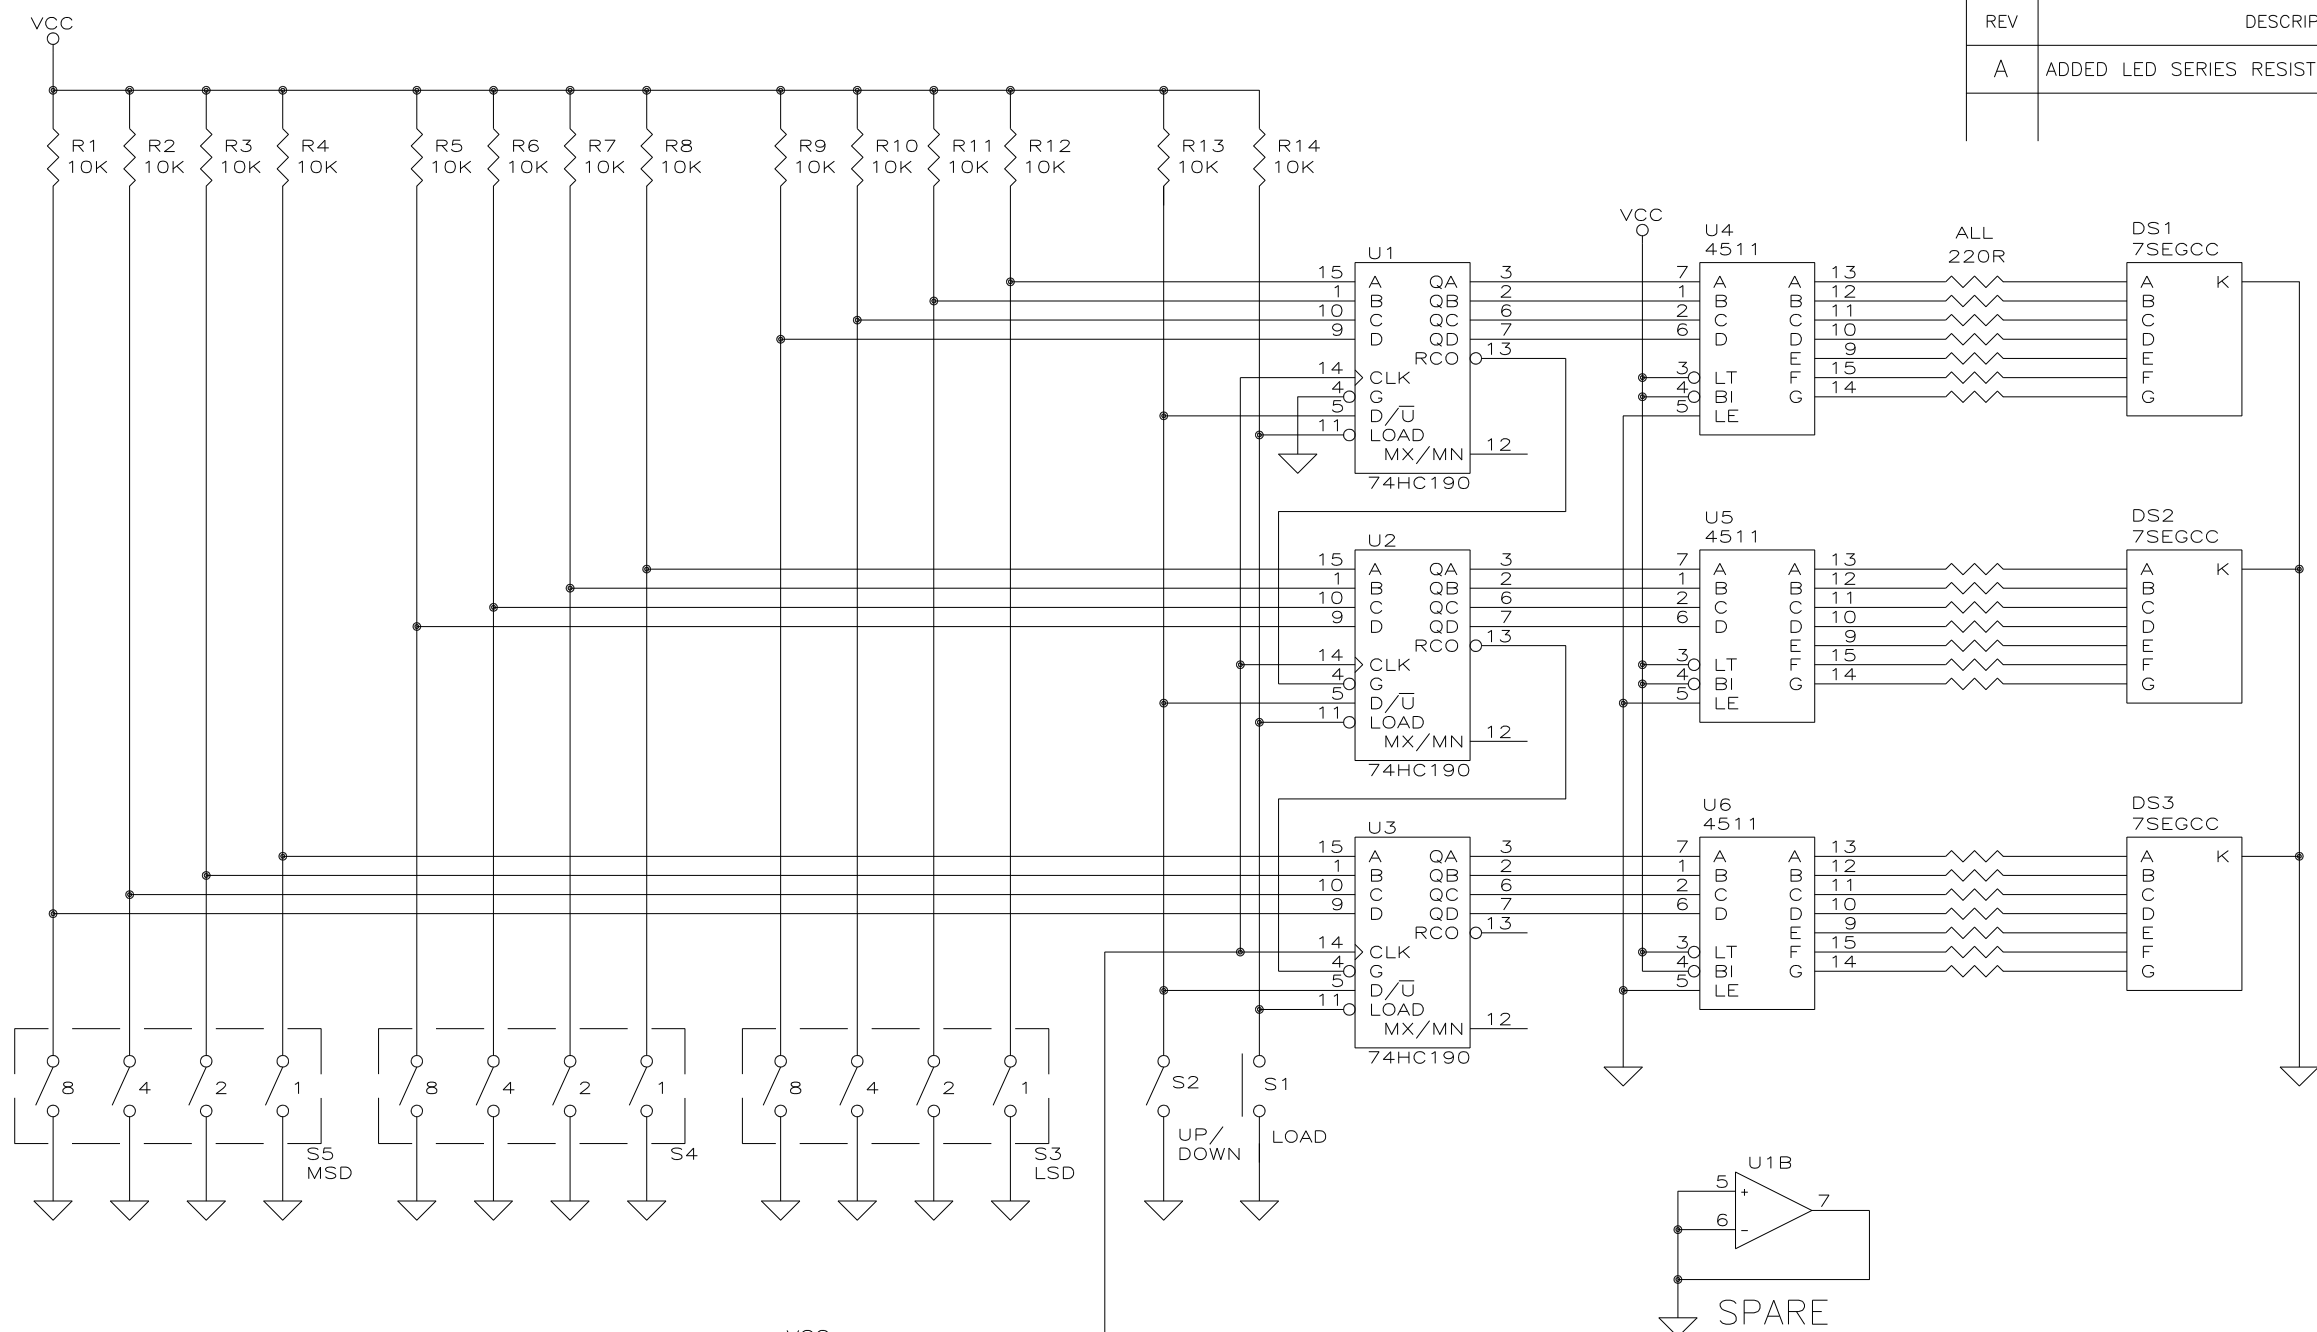 VCC
REV DESCRIP
A ADDED LED SERIES RESIST
R1 R2 R3 R4 R5 R6 R7 R8 R9 R10 R11 R12 R13 R14
10K 10K 10K 10K 10K 10K 10K 10K 10K 10K 10K 10K 10K 10K
VCC
U1
15 A QA 3
1 B QB 2
10 C QC 6
9 D QD 7
RCO 13
14 CLK
4 G
5 D/U̅
11 LOAD
MX/MN 12
74HC190
U4
4511
7 A A 13
1 B B 12
2 C C 11
6 D D 10
E 9
3 LT F 15
4 BI G 14
5 LE
ALL
220R
DS1
7SEGCC
A K
B
C
D
E
F
G
U2
15 A QA 3
1 B QB 2
10 C QC 6
9 D QD 7
RCO 13
14 CLK
4 G
5 D/U̅
11 LOAD
MX/MN 12
74HC190
U5
4511
7 A A 13
1 B B 12
2 C C 11
6 D D 10
E 9
3 LT F 15
4 BI G 14
5 LE
DS2
7SEGCC
A K
B
C
D
E
F
G
U3
15 A QA 3
1 B QB 2
10 C QC 6
9 D QD 7
RCO 13
14 CLK
4 G
5 D/U̅
11 LOAD
MX/MN 12
74HC190
U6
4511
7 A A 13
1 B B 12
2 C C 11
6 D D 10
E 9
3 LT F 15
4 BI G 14
5 LE
DS3
7SEGCC
A K
B
C
D
E
F
G
8 4 2 1
S5
MSD
8 4 2 1
S4
8 4 2 1
S3
LSD
S2
UP/
DOWN
S1
LOAD
U1B
5 +
6 -
7
SPARE